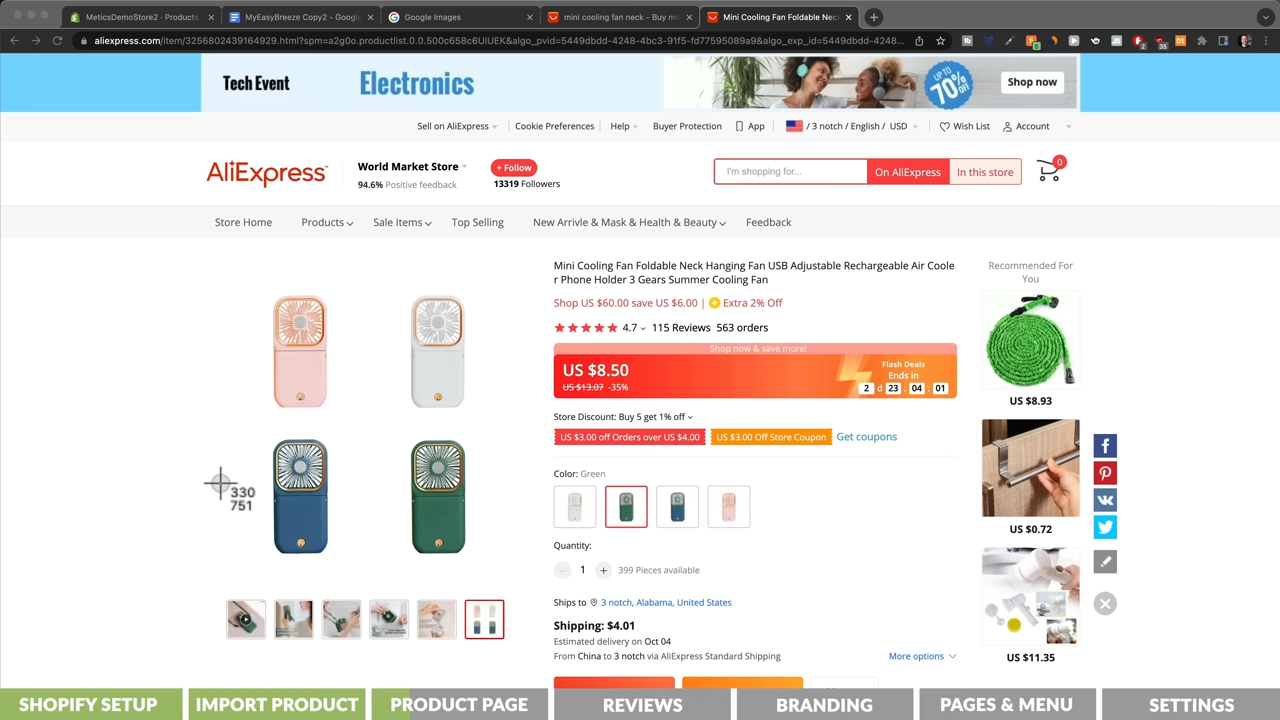 MeticsDemoStore2 - Products
MyEasyBreeze Copy2 - Google
Google Images
mini cooling fan neck - Buy mi
Mini Cooling Fan Foldable Neck
aliexpress.com/item/3256802439164929.html?spm=a2g0o.productlist.0.0.500c658c6UlUEK&algo_pvid=5449dbdd-4248-4bc3-91f5-fd77595089a9&algo_exp_id=5449dbdd-4248...
Tech Event
Electronics
UP TO
70%
OFF
Shop now
Sell on AliExpress
Cookie Preferences
Help
Buyer Protection
App
/ 3 notch / English / USD
Wish List
Account
AliExpress
World Market Store
94.6% Positive feedback
+ Follow
13319 Followers
I'm shopping for...
On AliExpress
In this store
0
Store Home
Products
Sale Items
Top Selling
New Arrivle & Mask & Health & Beauty
Feedback
Mini Cooling Fan Foldable Neck Hanging Fan USB Adjustable Rechargeable Air Coole
r Phone Holder 3 Gears Summer Cooling Fan
Shop US $60.00 save US $6.00 | Extra 2% Off
4.7 115 Reviews 563 orders
Shop now & save more!
US $8.50
US $13.07 -35%
Flash Deals
Ends in
2 d 23 : 04 : 01
Store Discount: Buy 5 get 1% off
US $3.00 off Orders over US $4.00
US $3.00 Off Store Coupon
Get coupons
Color: Green
Quantity:
1
399 Pieces available
Ships to 3 notch, Alabama, United States
Shipping: $4.01
Estimated delivery on Oct 04
From China to 3 notch via AliExpress Standard Shipping
More options
Recommended For
You
US $8.93
US $0.72
US $11.35
330
751
SHOPIFY SETUP
IMPORT PRODUCT
PRODUCT PAGE
REVIEWS
BRANDING
PAGES & MENU
SETTINGS